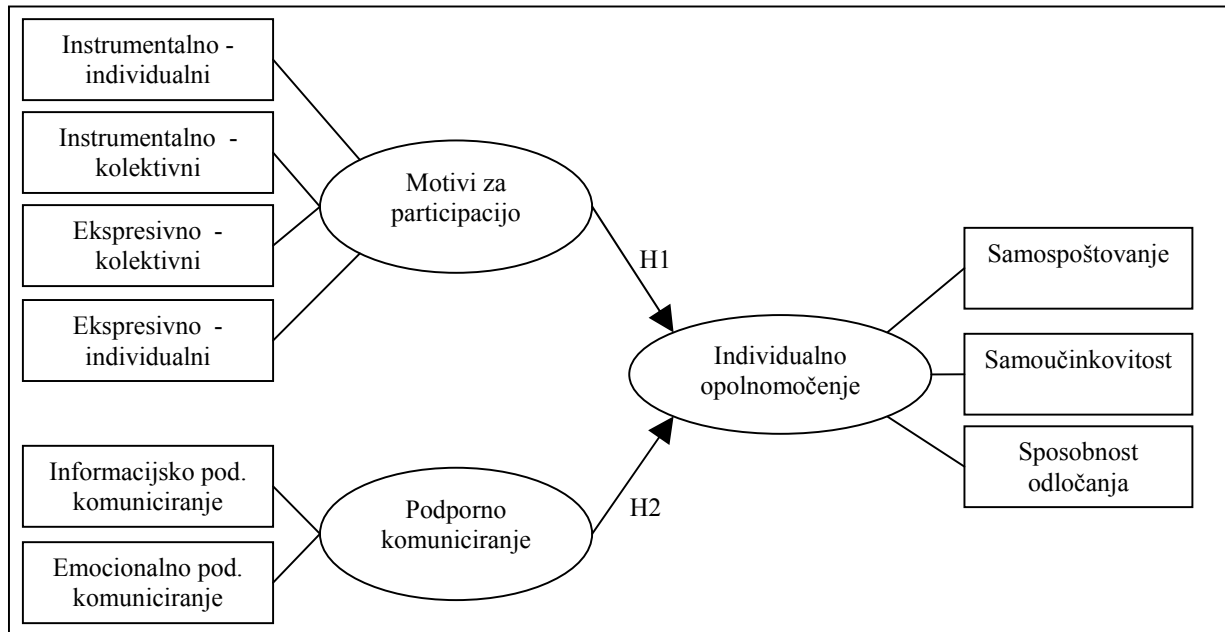 Instrumentalno -
individualni
Instrumentalno -
kolektivni
Ekspresivno -
kolektivni
Ekspresivno -
individualni
Motivi za
participacijo
H1
Informacijsko pod.
komuniciranje
Emocionalno pod.
komuniciranje
Podporno
komuniciranje
H2
Individualno
opolnomočenje
Samospoštovanje
Samoučinkovitost
Sposobnost
odločanja